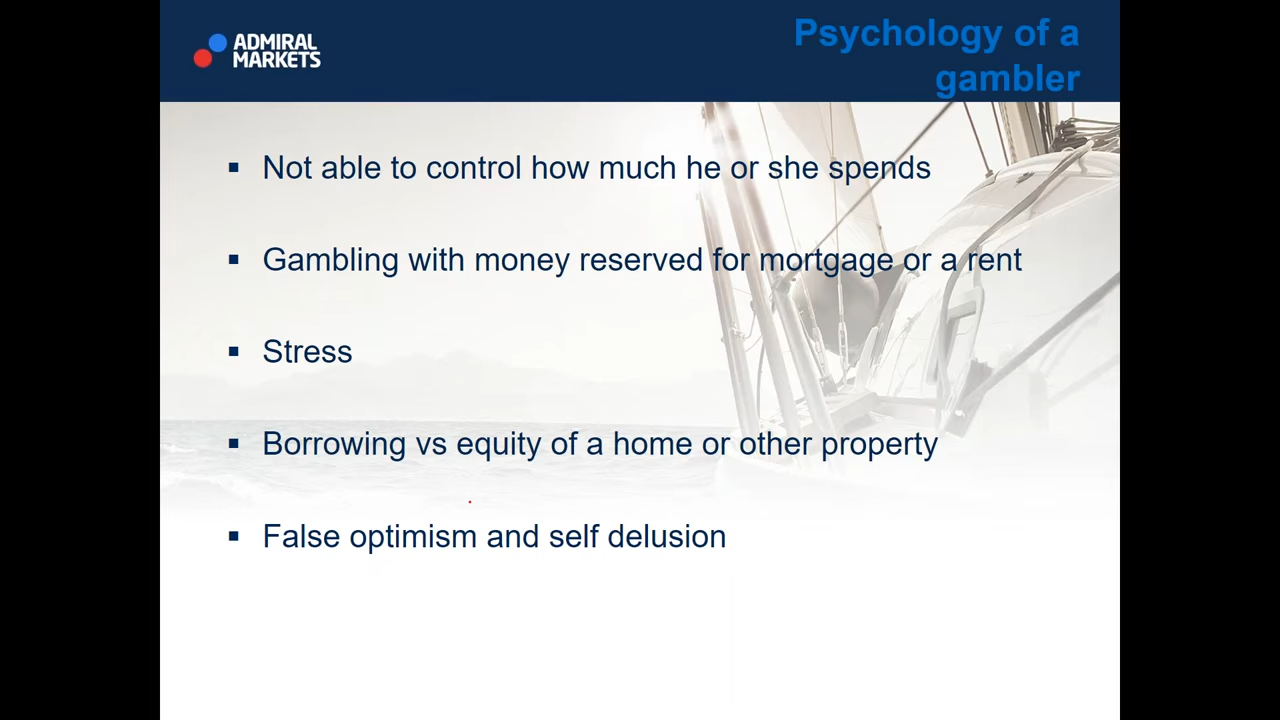 ADMIRAL
MARKETS
Psychology of a
gambler
▪ Not able to control how much he or she spends
▪ Gambling with money reserved for mortgage or a rent
▪ Stress
▪ Borrowing vs equity of a home or other property
▪ False optimism and self delusion